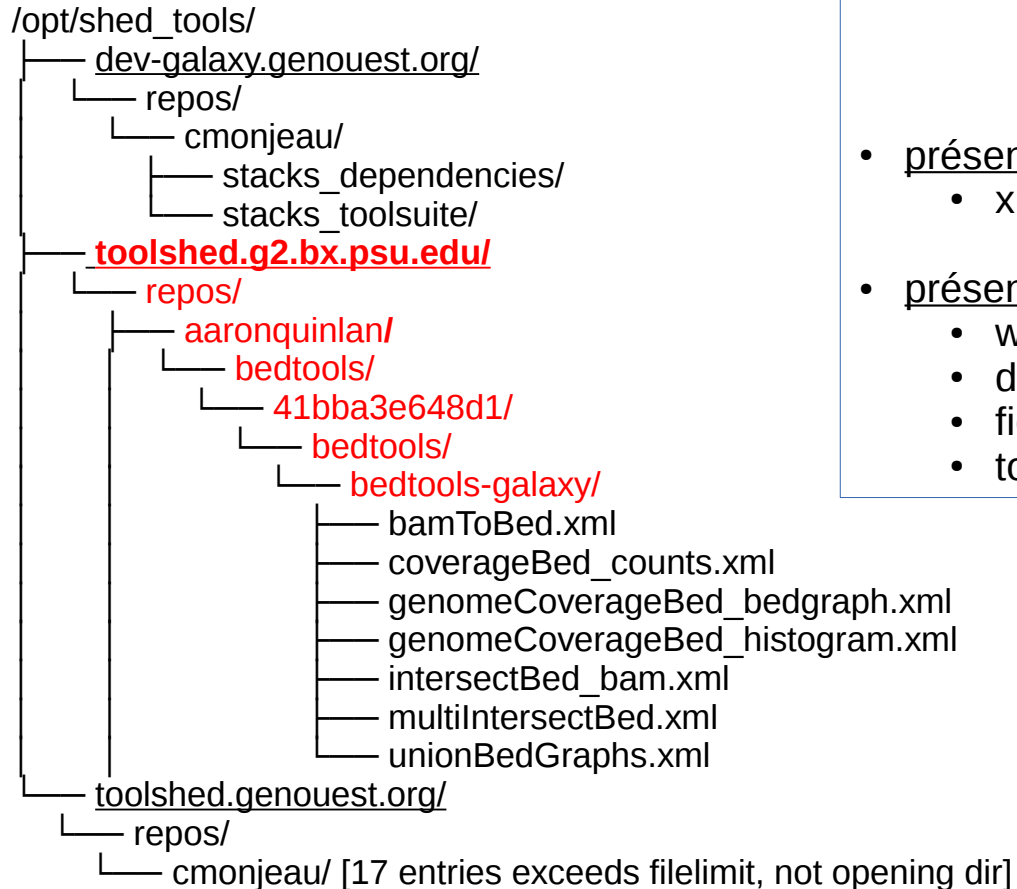 /opt/shed_tools/
├── dev-galaxy.genouest.org/
│   └── repos/
│       └── cmonjeau/
│           ├── stacks_dependencies/
│           └── stacks_toolsuite/
├── toolshed.g2.bx.psu.edu/
│   └── repos/
│       ├── aaronquinlan/
│       │   └── bedtools/
│       │       └── 41bba3e648d1/
│       │           └── bedtools/
│       │               └── bedtools-galaxy/
│       │                   ├── bamToBed.xml
│       │                   ├── coverageBed_counts.xml
│       │                   ├── genomeCoverageBed_bedgraph.xml
│       │                   ├── genomeCoverageBed_histogram.xml
│       │                   ├── intersectBed_bam.xml
│       │                   ├── multiIntersectBed.xml
│       │                   └── unionBedGraphs.xml
└── toolshed.genouest.org/
    └── repos/
        └── cmonjeau/ [17 entries exceeds filelimit, not opening dir]